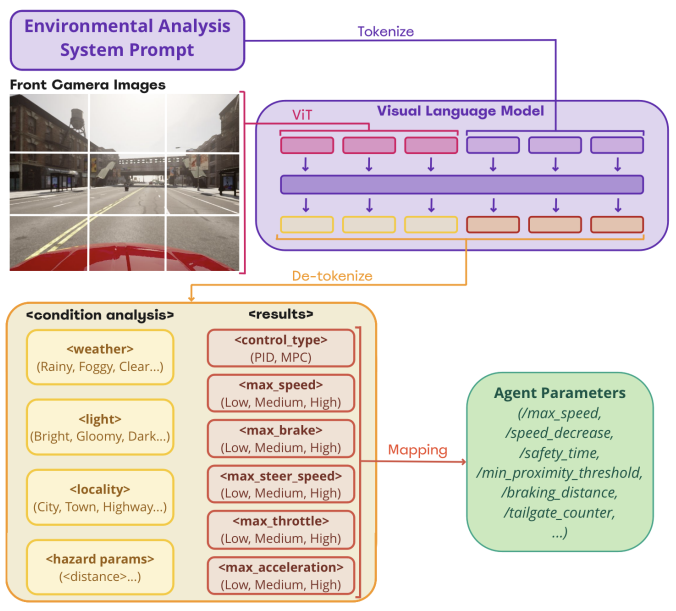 Environmental Analysis
System Prompt
Tokenize
Front Camera Images
Visual Language Model
ViT
De-tokenize
<condition analysis>
<weather>
(Rainy, Foggy, Clear...)
<light>
(Bright, Gloomy, Dark...)
<locality>
(City, Town, Highway...)
<hazard params>
(<distance>...)
<results>
<control_type>
(PID, MPC)
<max_speed>
(Low, Medium, High)
<max_brake>
(Low, Medium, High)
<max_steer_speed>
(Low, Medium, High)
<max_throttle>
(Low, Medium, High)
<max_acceleration>
(Low, Medium, High)
Mapping
Agent Parameters
(/max_speed,
/speed_decrease,
/safety_time,
/min_proximity_threshold,
/braking_distance,
/tailgate_counter,
...)